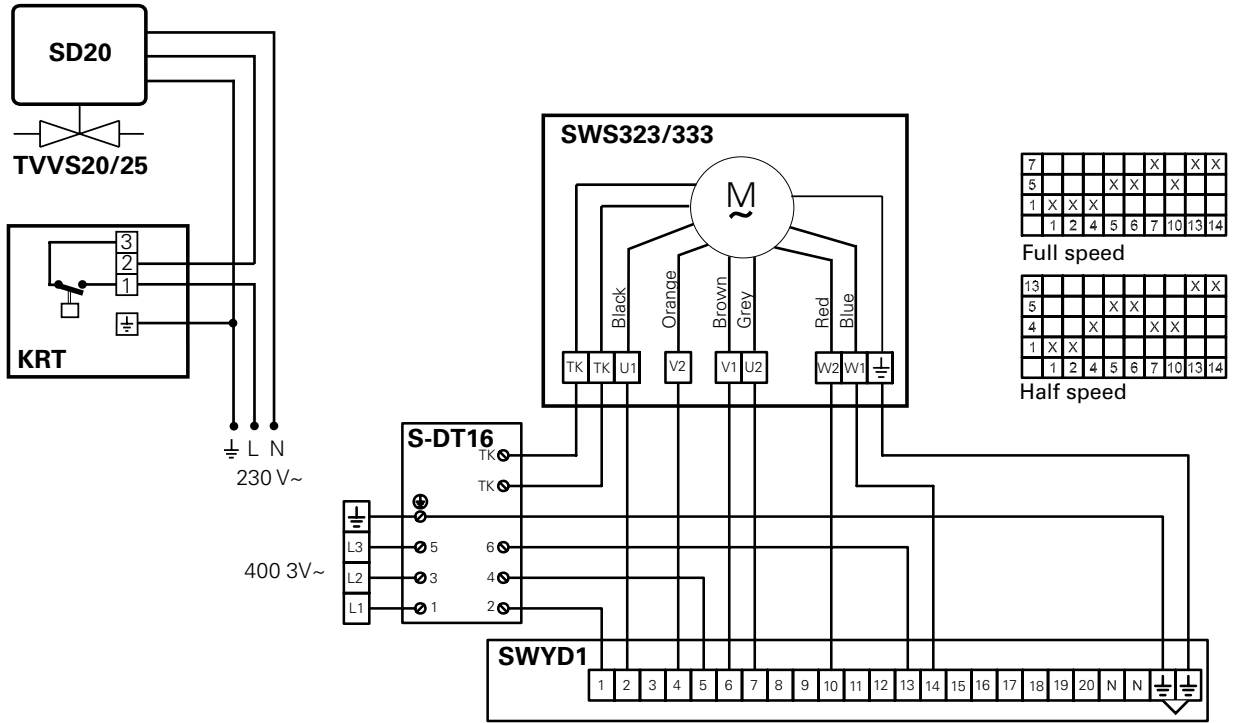 SD20
TVVS20/25
3
2
1
KRT
L N
230 V~
SWS323/333
M
~
Black
Orange
Brown
Grey
Red
Blue
TK TK U1 V2 V1 U2 W2 W1
7 X X X
5 X X X
1 X X X
1 2 4 5 6 7 10 13 14
Full speed
13 X X
5 X X
4 X X X
1 X X
1 2 4 5 6 7 10 13 14
Half speed
S-DT16
TK
TK
L3 5 6
400 3V~
L2 3 4
L1 1 2
SWYD1
1 2 3 4 5 6 7 8 9 10 11 12 13 14 15 16 17 18 19 20 N N